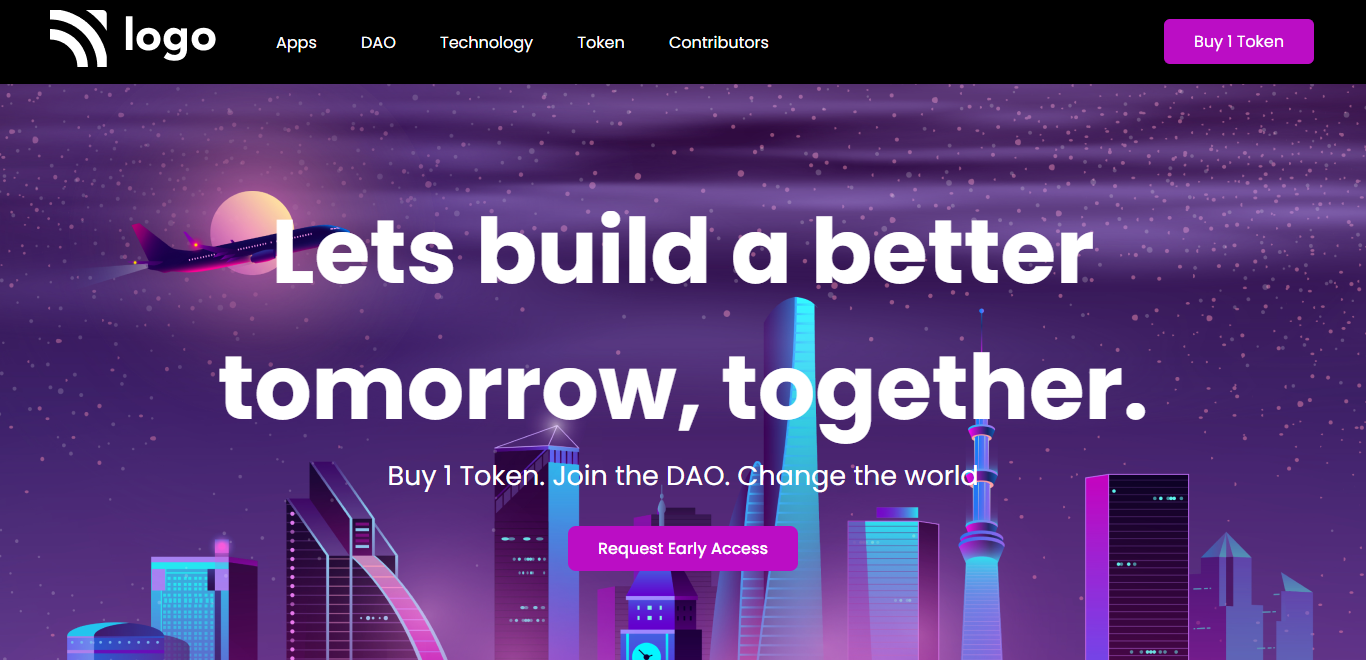 logo
Apps
DAO
Technology
Token
Contributors
Buy 1 Token
Lets build a better
tomorrow, together.
Buy 1 Token. Join the DAO. Change the world
Request Early Access